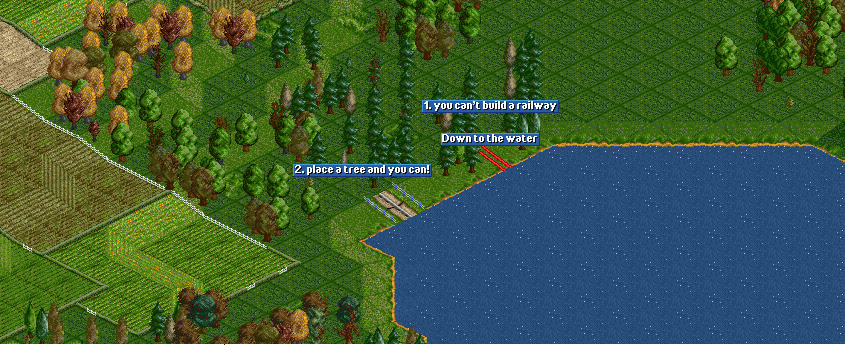 1. you can't build a railway
Down to the water
2. place a tree and you can!